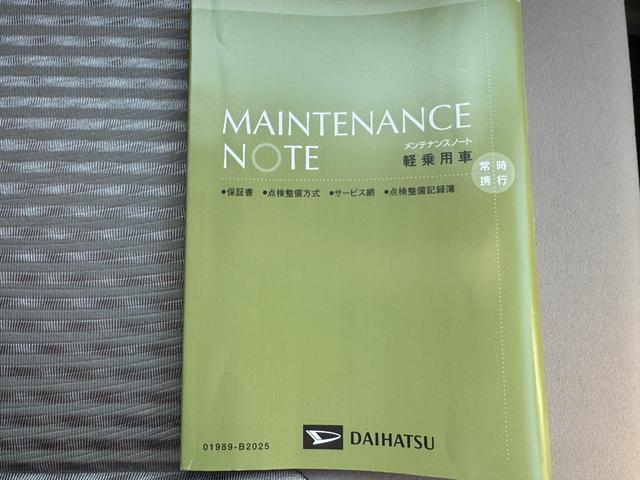 MAINTENANCE
NOTE
メンテナンスノート
軽乗用車
常時
携行
●保証書 ●点検整備方式 ●サービス網 ●点検整備記録簿
01989-B2025
DAIHATSU